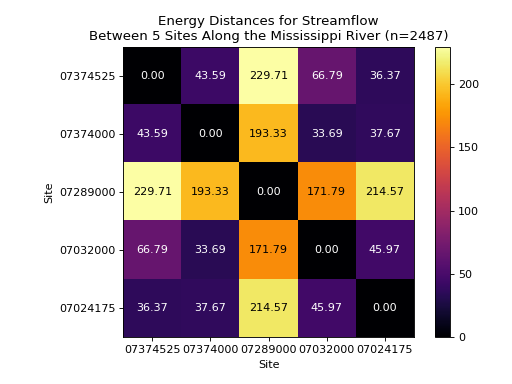 Energy Distances for Streamflow
Between 5 Sites Along the Mississippi River (n=2487)
07374525 0.00 43.59 229.71 66.79 36.37
07374000 43.59 0.00 193.33 33.69 37.67
07289000 229.71 193.33 0.00 171.79 214.57
07032000 66.79 33.69 171.79 0.00 45.97
07024175 36.37 37.67 214.57 45.97 0.00
07374525 07374000 07289000 07032000 07024175
Site
Site
200
150
100
50
0